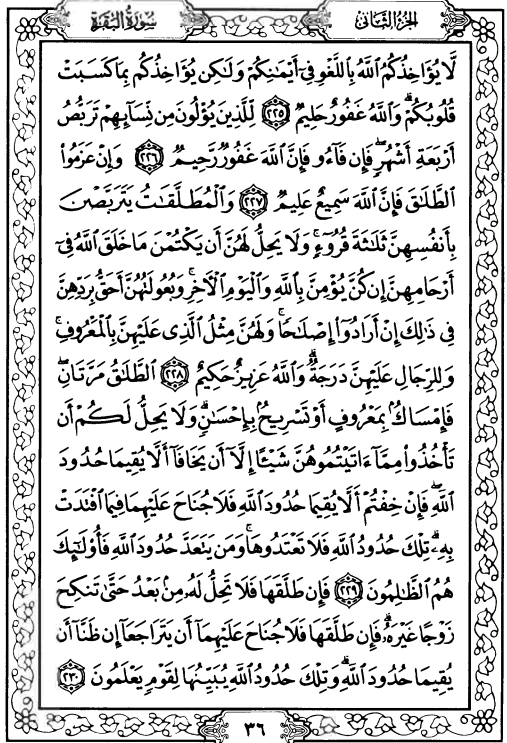 الجزء الثاني
سورة البقرة
لَّا يُؤَاخِذُكُمُ ٱللَّهُ بِٱللَّغْوِ فِىٓ أَيْمَـٰنِكُمْ وَلَـٰكِن يُؤَاخِذُكُم بِمَا كَسَبَتْ
قُلُوبُكُمْ ۗ وَٱللَّهُ غَفُورٌ حَلِيمٌ ٢٢٥ لِّلَّذِينَ يُؤْلُونَ مِن نِّسَآئِهِمْ تَرَبُّصُ
أَرْبَعَةِ أَشْهُرٍ ۖ فَإِن فَآءُو فَإِنَّ ٱللَّهَ غَفُورٌ رَّحِيمٌ ٢٢٦ وَإِنْ عَزَمُوا۟
ٱلطَّلَـٰقَ فَإِنَّ ٱللَّهَ سَمِيعٌ عَلِيمٌ ٢٢٧ وَٱلْمُطَلَّقَـٰتُ يَتَرَبَّصْنَ
بِأَنفُسِهِنَّ ثَلَـٰثَةَ قُرُوٓءٍ ۚ وَلَا يَحِلُّ لَهُنَّ أَن يَكْتُمْنَ مَا خَلَقَ ٱللَّهُ فِىٓ
أَرْحَامِهِنَّ إِن كُنَّ يُؤْمِنَّ بِٱللَّهِ وَٱلْيَوْمِ ٱلْـَٔاخِرِ ۚ وَبُعُولَتُهُنَّ أَحَقُّ بِرَدِّهِنَّ
فِى ذَٰلِكَ إِنْ أَرَادُوٓا۟ إِصْلَـٰحًا ۚ وَلَهُنَّ مِثْلُ ٱلَّذِى عَلَيْهِنَّ بِٱلْمَعْرُوفِ ۚ
وَلِلرِّجَالِ عَلَيْهِنَّ دَرَجَةٌ ۗ وَٱللَّهُ عَزِيزٌ حَكِيمٌ ٢٢٨ ٱلطَّلَـٰقُ مَرَّتَانِ ۖ
فَإِمْسَاكٌۢ بِمَعْرُوفٍ أَوْ تَسْرِيحٌۢ بِإِحْسَـٰنٍ ۗ وَلَا يَحِلُّ لَكُمْ أَن
تَأْخُذُوا۟ مِمَّآ ءَاتَيْتُمُوهُنَّ شَيْـًٔا إِلَّآ أَن يَخَافَآ أَلَّا يُقِيمَا حُدُودَ
ٱللَّهِ ۖ فَإِنْ خِفْتُمْ أَلَّا يُقِيمَا حُدُودَ ٱللَّهِ فَلَا جُنَاحَ عَلَيْهِمَا فِيمَا ٱفْتَدَتْ
بِهِۦ ۗ تِلْكَ حُدُودُ ٱللَّهِ فَلَا تَعْتَدُوهَا ۚ وَمَن يَتَعَدَّ حُدُودَ ٱللَّهِ فَأُو۟لَـٰٓئِكَ
هُمُ ٱلظَّـٰلِمُونَ ٢٢٩ فَإِن طَلَّقَهَا فَلَا تَحِلُّ لَهُۥ مِنۢ بَعْدُ حَتَّىٰ تَنكِحَ
زَوْجًا غَيْرَهُۥ ۗ فَإِن طَلَّقَهَا فَلَا جُنَاحَ عَلَيْهِمَآ أَن يَتَرَاجَعَآ إِن ظَنَّآ أَن
يُقِيمَا حُدُودَ ٱللَّهِ ۗ وَتِلْكَ حُدُودُ ٱللَّهِ يُبَيِّنُهَا لِقَوْمٍ يَعْلَمُونَ ٢٣٠
٣٦